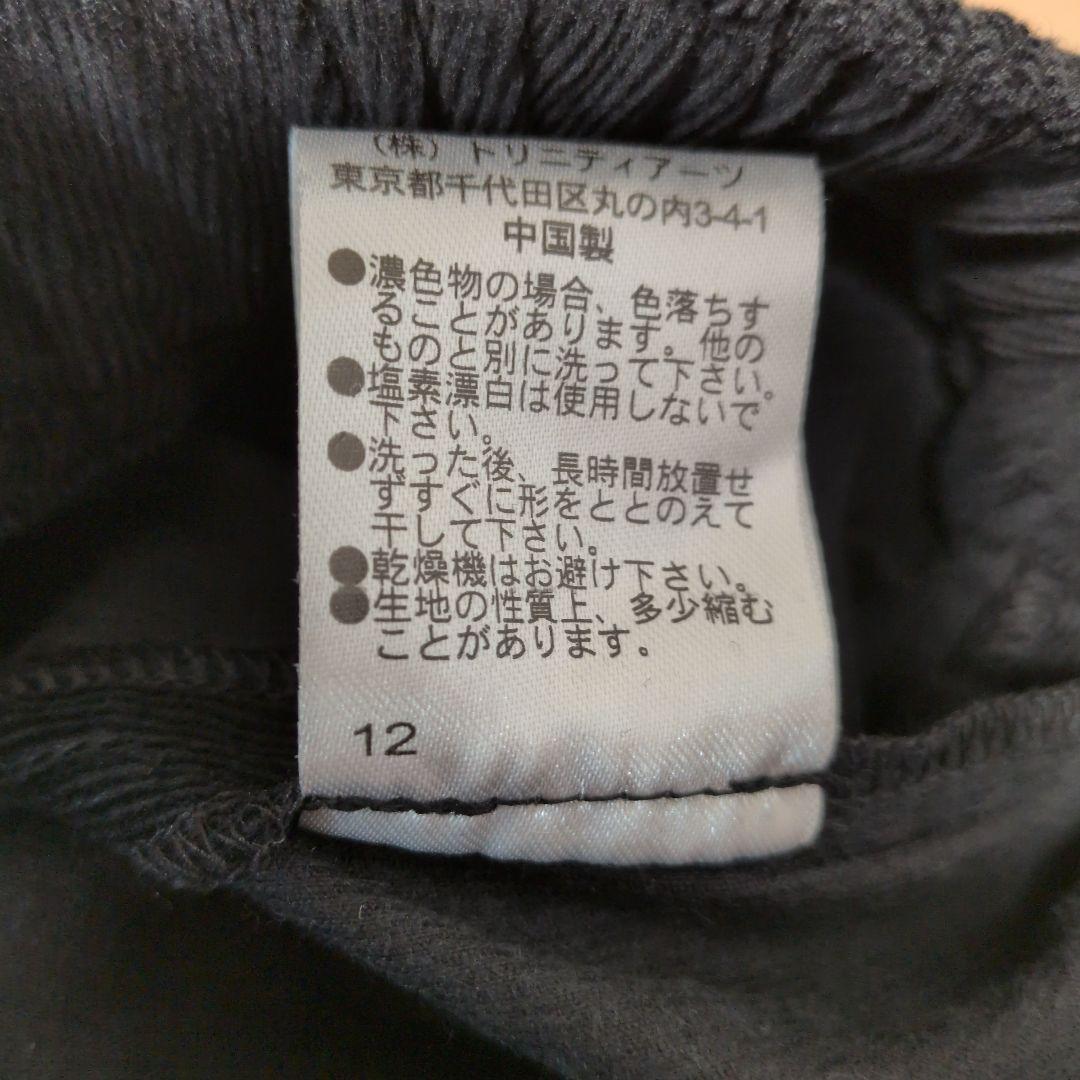 (株)トリニティアーツ
東京都千代田区丸の内3-4-1
中国製
●濃色物の場合、色落ちす
ることがあります。他の
ものと別に洗って下さい。
●塩素漂白は使用しないで
下さい。
●洗った後、長時間放置せ
ずすぐに形をととのえて
干して下さい。
●乾燥機はお避け下さい。
●生地の性質上、多少縮む
ことがあります。
12